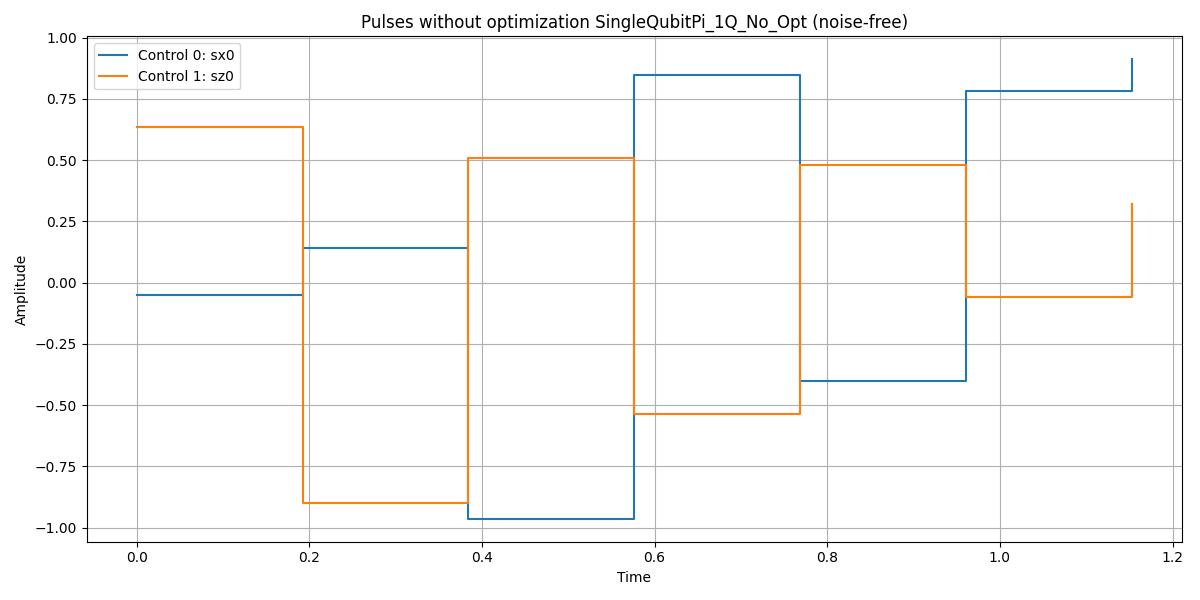 Pulses without optimization SingleQubitPi_1Q_No_Opt (noise-free)
Control 0: sx0
Control 1: sz0
Amplitude
1.00
0.75
0.50
0.25
0.00
−0.25
−0.50
−0.75
−1.00
0.0 0.2 0.4 0.6 0.8 1.0 1.2
Time